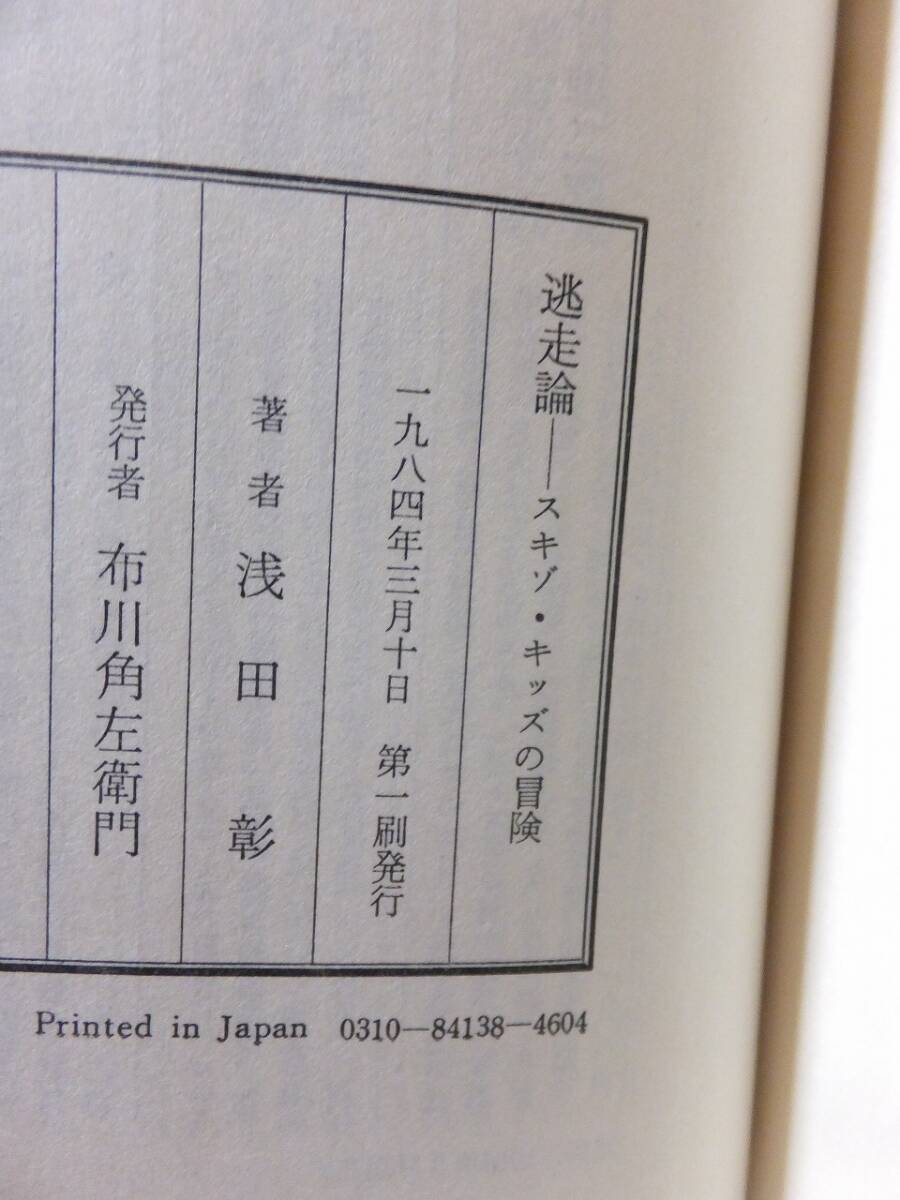 逃走論――スキゾ・キッズの冒険
一九八四年三月十日　第一刷発行
著者　浅田彰
発行者　布川角左衛門
Printed in Japan　0310―84138―4604